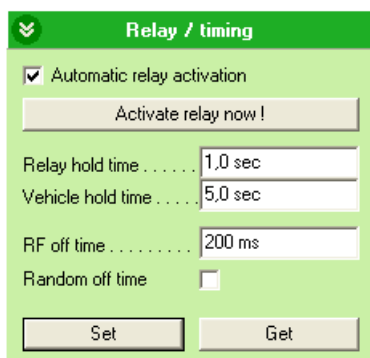 Relay / timing
Automatic relay activation
Activate relay now !
Relay hold time . . . . . . 1,0 sec
Vehicle hold time . . . . . 5,0 sec
RF off time . . . . . . . . . 200 ms
Random off time
Set Get